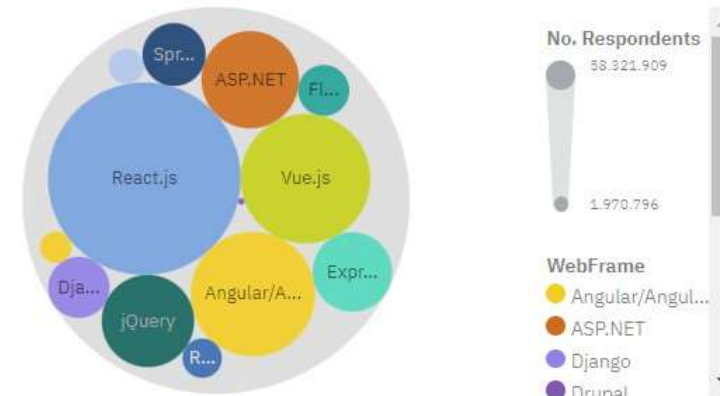 Spr...
ASP.NET
Fl...
React.js
Vue.js
Expr...
Dja...
Angular/A...
jQuery
R...
No. Respondents
58.321.909
1.970.796
WebFrame
Angular/Angul...
ASP.NET
Django
Drupal